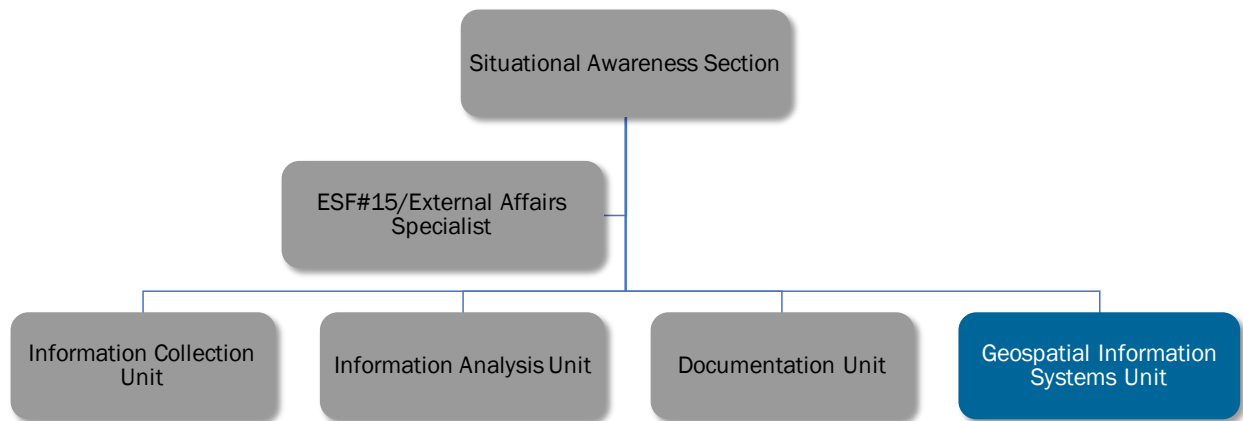 Situational Awareness Section
ESF#15/External Affairs
Specialist
Information Collection
Unit
Information Analysis Unit
Documentation Unit
Geospatial Information
Systems Unit